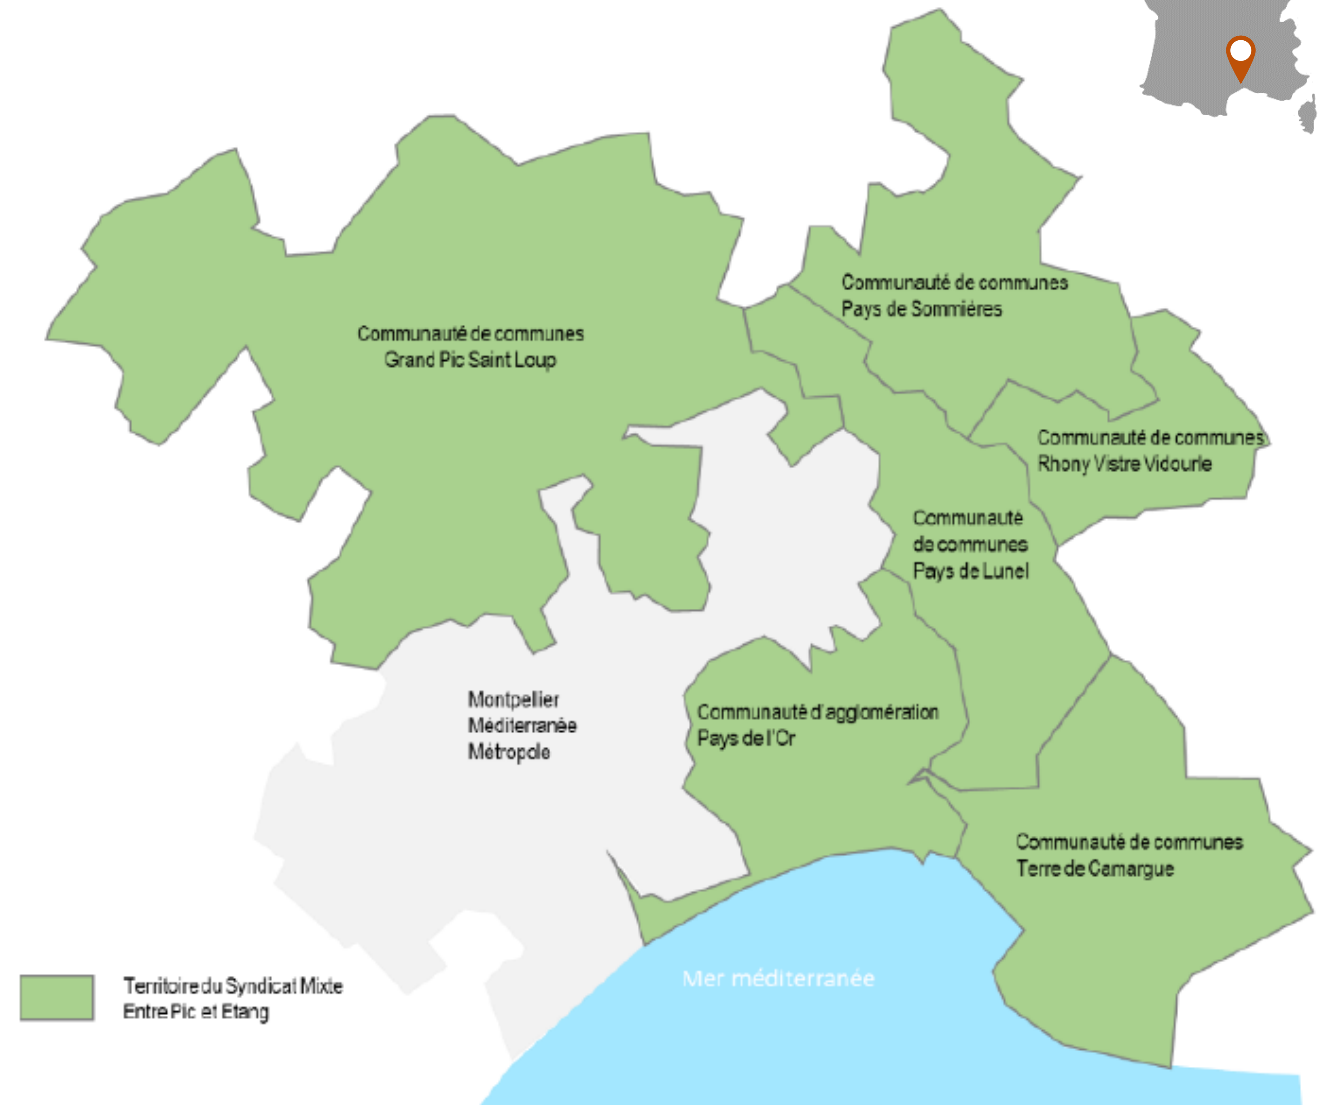 Communauté de communes
Pays de Sommières
Communauté de communes
Grand Pic Saint Loup
Communauté de communes
Rhony Vistre Vidourle
Communauté
de communes
Pays de Lunel
Montpellier
Méditerranée
Métropole
Communauté d'agglomération
Pays de l'Or
Communauté de communes
Terre de Camargue
Mer méditerranée
Territoire du Syndicat Mixte
Entre Pic et Etang